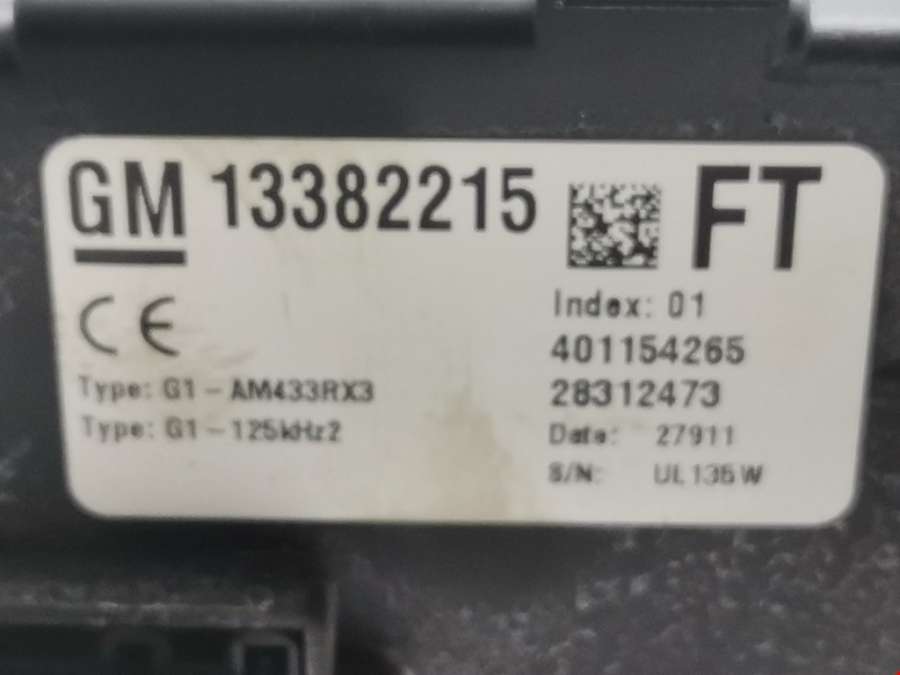 GM 13382215 FT
CE
Index: 01
401154265
Type: G1-AM433RX3
28312473
Type: G1-125kHz2
Date: 27911
S/N: UL135W